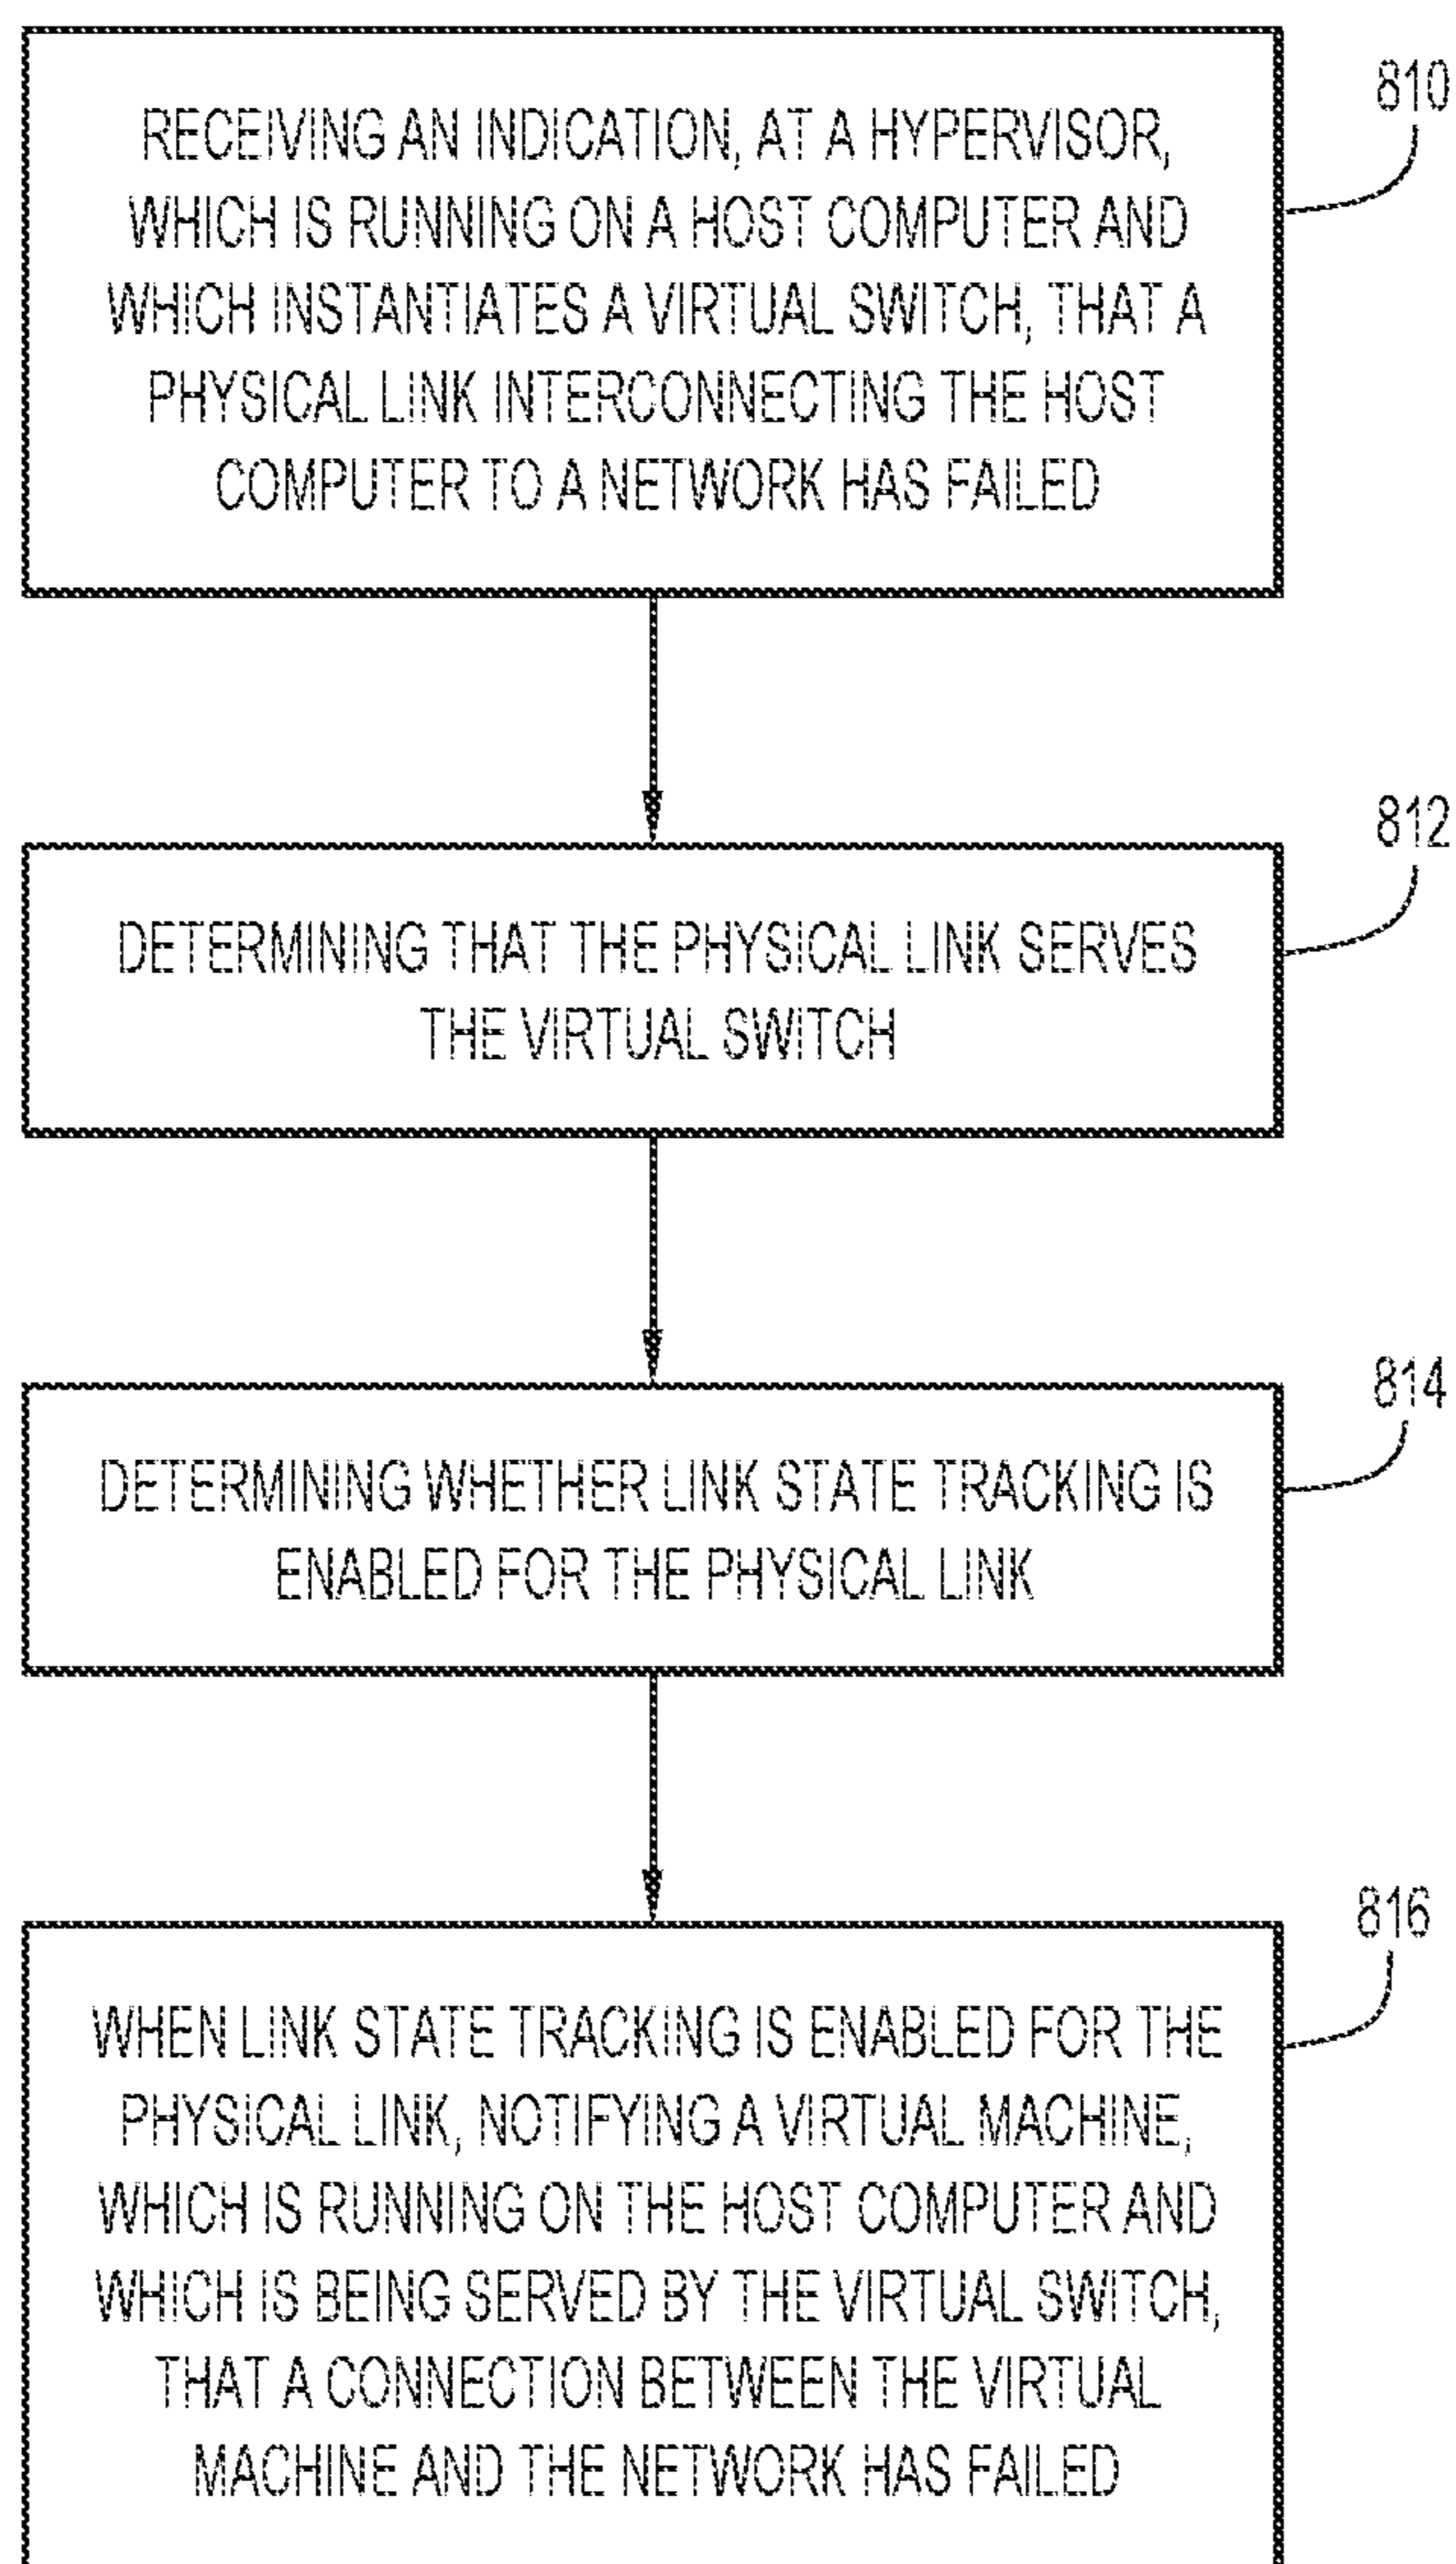 810
RECEIVING AN INDICATION, AT A HYPERVISOR,
WHICH IS RUNNING ON A HOST COMPUTER AND
WHICH INSTANTIATES A VIRTUAL SWITCH, THAT A
PHYSICAL LINK INTERCONNECTING THE HOST
COMPUTER TO A NETWORK HAS FAILED
812
DETERMINING THAT THE PHYSICAL LINK SERVES
THE VIRTUAL SWITCH
814
DETERMINING WHETHER LINK STATE TRACKING IS
ENABLED FOR THE PHYSICAL LINK
816
WHEN LINK STATE TRACKING IS ENABLED FOR THE
PHYSICAL LINK, NOTIFYING A VIRTUAL MACHINE,
WHICH IS RUNNING ON THE HOST COMPUTER AND
WHICH IS BEING SERVED BY THE VIRTUAL SWITCH,
THAT A CONNECTION BETWEEN THE VIRTUAL
MACHINE AND THE NETWORK HAS FAILED